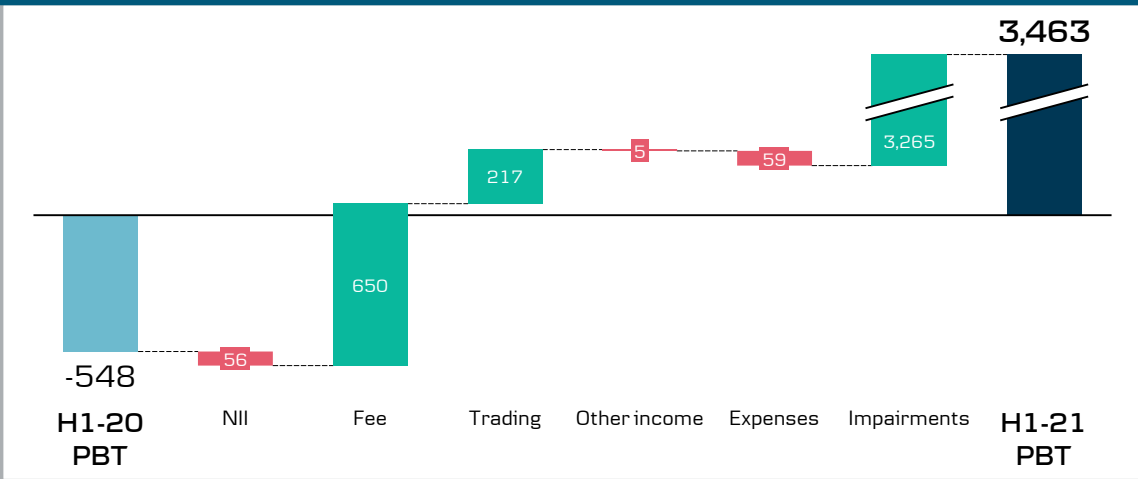 3,463
3,265
5
59
217
650
56
-548
H1-20
PBT
NII
Fee
Trading
Other income
Expenses
Impairments
H1-21
PBT